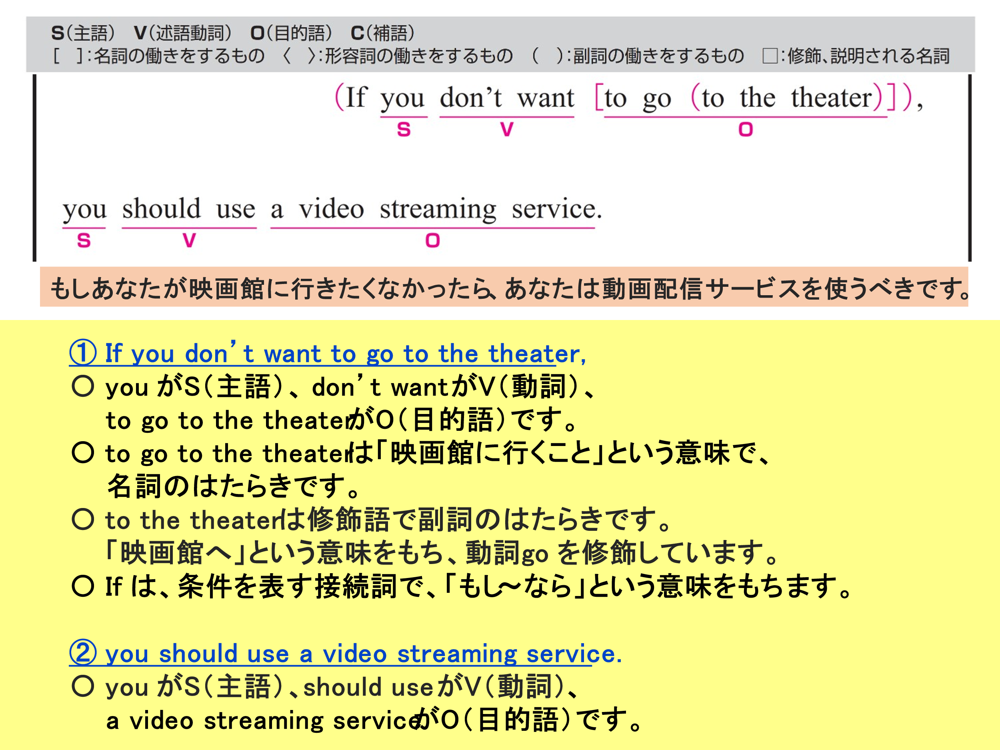 S(主語) V(述語動詞) O(目的語) C(補語)
[ ]:名詞の働きをするもの 〈 〉:形容詞の働きをするもの ( ):副詞の働きをするもの □:修飾、説明される名詞
(If you don't want [to go (to the theater)]),
S V O
you should use a video streaming service.
S V O
もしあなたが映画館に行きたくなかったら、あなたは動画配信サービスを使うべきです。
① If you don't want to go to the theater,
○ you がS(主語)、don't wantがV(動詞)、
to go to the theaterがO(目的語)です。
○ to go to the theaterは「映画館に行くこと」という意味で、
名詞のはたらきです。
○ to the theaterは修飾語で副詞のはたらきです。
「映画館へ」という意味をもち、動詞go を修飾しています。
○ If は、条件を表す接続詞で、「もし~なら」という意味をもちます。
② you should use a video streaming service.
○ you がS(主語)、should useがV(動詞)、
a video streaming serviceがO(目的語)です。